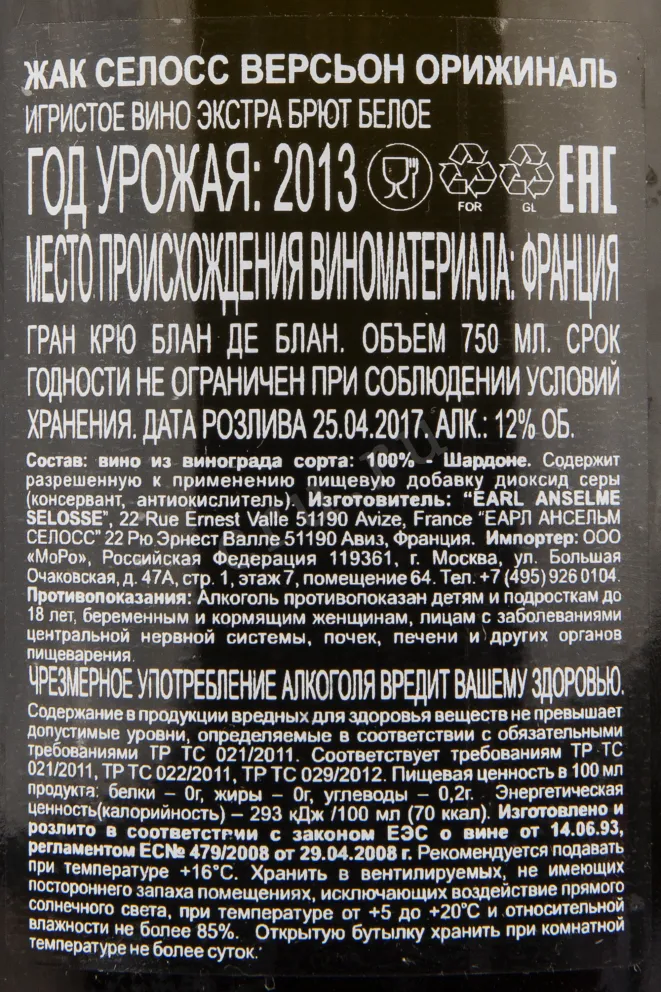 ЖАК СЕЛОСС ВЕРСЬОН ОРИЖИНАЛЬ
ИГРИСТОЕ ВИНО ЭКСТРА БРЮТ БЕЛОЕ
ГОД УРОЖАЯ: 2013 EAC
FOR GL
МЕСТО ПРОИСХОЖДЕНИЯ ВИНОМАТЕРИАЛА: ФРАНЦИЯ
ГРАН КРЮ БЛАН ДЕ БЛАН. ОБЪЕМ 750 МЛ. СРОК
ГОДНОСТИ НЕ ОГРАНИЧЕН ПРИ СОБЛЮДЕНИИ УСЛОВИЙ
ХРАНЕНИЯ. ДАТА РОЗЛИВА 25.04.2017, АЛК.: 12% ОБ.
Состав: вино из винограда сорта: 100% - Шардоне. Содержит
разрешенную к применению пищевую добавку диоксид серы
(консервант, антиокислитель). Изготовитель: “EARL ANSELME
SELOSSE”, 22 Rue Ernest Valle 51190 Avize, France “ЕАРЛ АНСЕЛЬМ
СЕЛОСС” 22 Рю Эрнест Валле 51190 Авиз, Франция. Импортер: ООО
«МоРо», Российская Федерация 119361, г. Москва, ул. Большая
Очаковская, д. 47А, стр. 1, этаж 7, помещение 64. Тел. +7 (495) 926 0104.
Противопоказания: Алкоголь противопоказан детям и подросткам до
18 лет, беременным и кормящим женщинам, лицам с заболеваниями
центральной нервной системы, почек, печени и других органов
пищеварения.
ЧРЕЗМЕРНОЕ УПОТРЕБЛЕНИЕ АЛКОГОЛЯ ВРЕДИТ ВАШЕМУ ЗДОРОВЬЮ.
Содержание в продукции вредных для здоровья веществ не превышает
допустимые уровни, определяемые в соответствии с обязательными
требованиями ТР ТС 021/2011. Соответствует требованиям ТР ТС
021/2011, ТР ТС 022/2011, ТР ТС 029/2012. Пищевая ценность в 100 мл
продукта: белки – 0г, жиры – 0г, углеводы – 0,2г. Энергетическая
ценность(калорийность) – 293 кДж /100 мл (70 ккал). Изготовлено и
розлито в соответствии с законом ЕЭС о вине от 14.06.93,
регламентом EC№ 479/2008 от 29.04.2008 г. Рекомендуется подавать
при температуре +16°С. Хранить в вентилируемых, не имеющих
постороннего запаха помещениях, исключающих воздействие прямого
солнечного света, при температуре от +5 до +20°С и относительной
влажности не более 85%. Открытую бутылку хранить при комнатной
температуре не более суток.